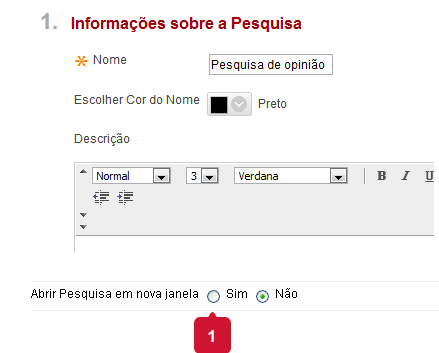 1. Informações sobre a Pesquisa
Nome
Pesquisa de opinião
Escolher Cor do Nome
Preto
Descrição
Normal 3 Verdana B I U
Abrir Pesquisa em nova janela Sim Não
1